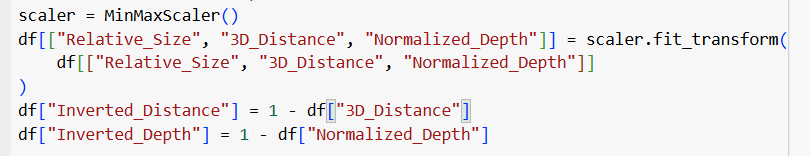 scaler = MinMaxScaler()
df[["Relative_Size", "3D_Distance", "Normalized_Depth"]] = scaler.fit_transform(
    df[["Relative_Size", "3D_Distance", "Normalized_Depth"]]
)
df["Inverted_Distance"] = 1 - df["3D_Distance"]
df["Inverted_Depth"] = 1 - df["Normalized_Depth"]